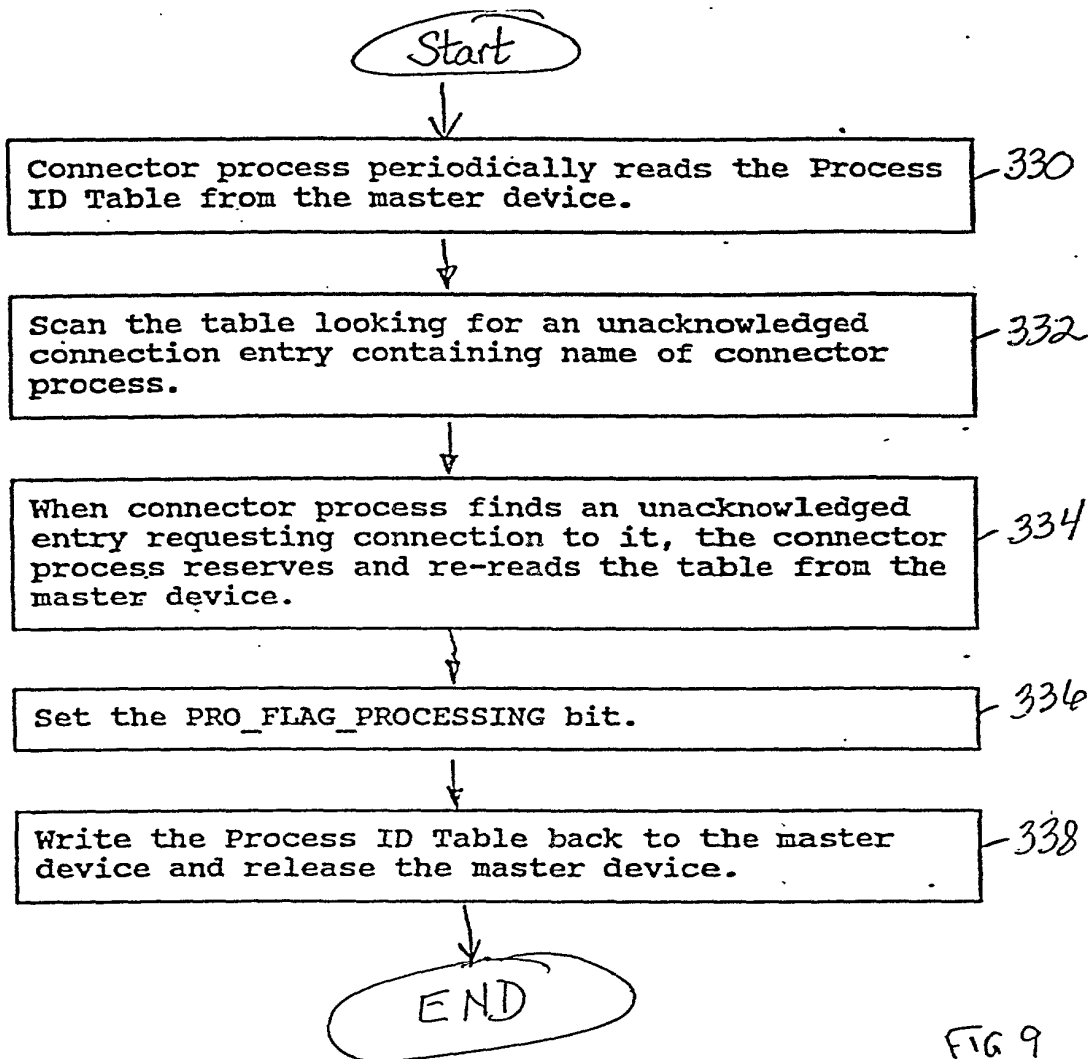 Start
Connector process periodically reads the Process
ID Table from the master device.
330
Scan the table looking for an unacknowledged
connection entry containing name of connector
process.
332
When connector process finds an unacknowledged
entry requesting connection to it, the connector
process reserves and re-reads the table from the
master device.
334
Set the PRO_FLAG_PROCESSING bit.
336
Write the Process ID Table back to the master
device and release the master device.
338
END
FIG 9